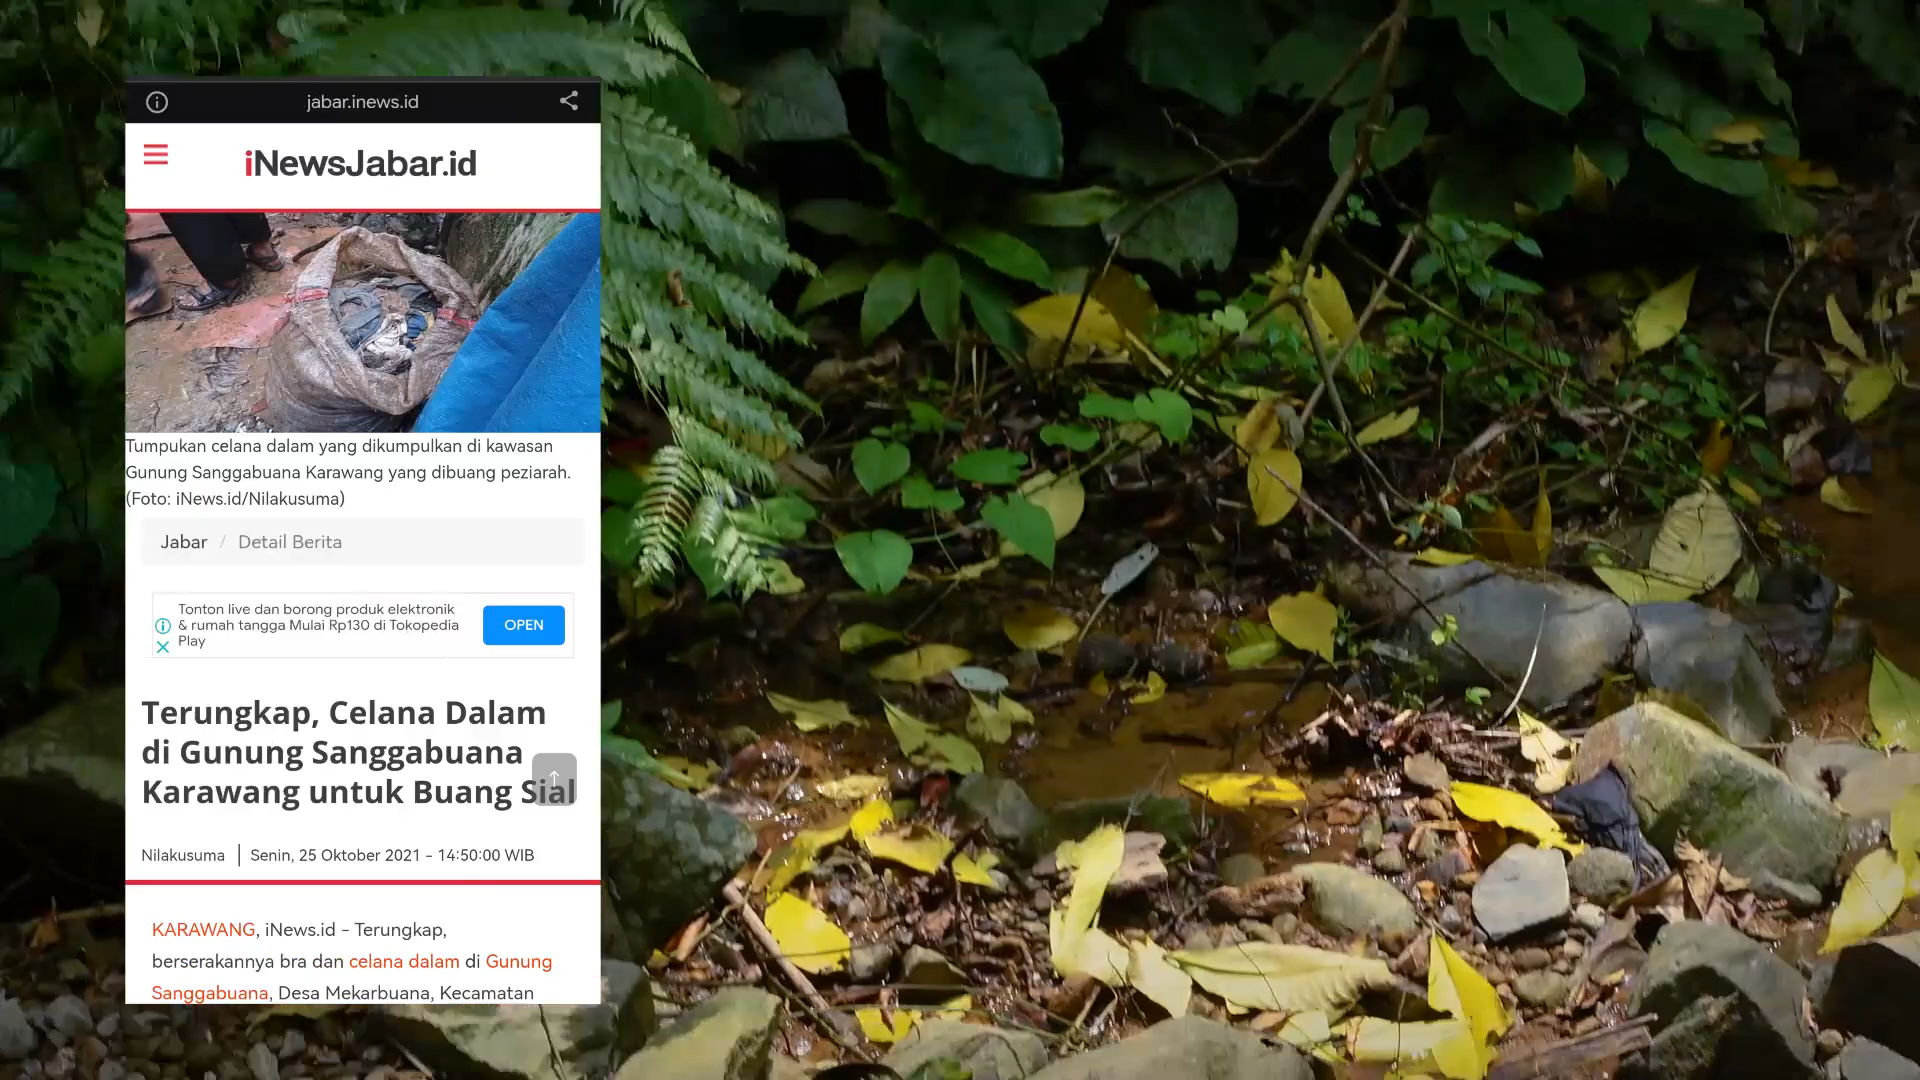 jabar.inews.id
iNewsJabar.id
Tumpukan celana dalam yang dikumpulkan di kawasan
Gunung Sanggabuana Karawang yang dibuang peziarah.
(Foto: iNews.id/Nilakusuma)
Jabar / Detail Berita
Tonton live dan borong produk elektronik
& rumah tangga Mulai Rp130 di Tokopedia
Play
OPEN
Terungkap, Celana Dalam
di Gunung Sanggabuana
Karawang untuk Buang Sial
Nilakusuma | Senin, 25 Oktober 2021 - 14:50:00 WIB
KARAWANG, iNews.id - Terungkap,
berserakannya bra dan celana dalam di Gunung
Sanggabuana, Desa Mekarbuana, Kecamatan